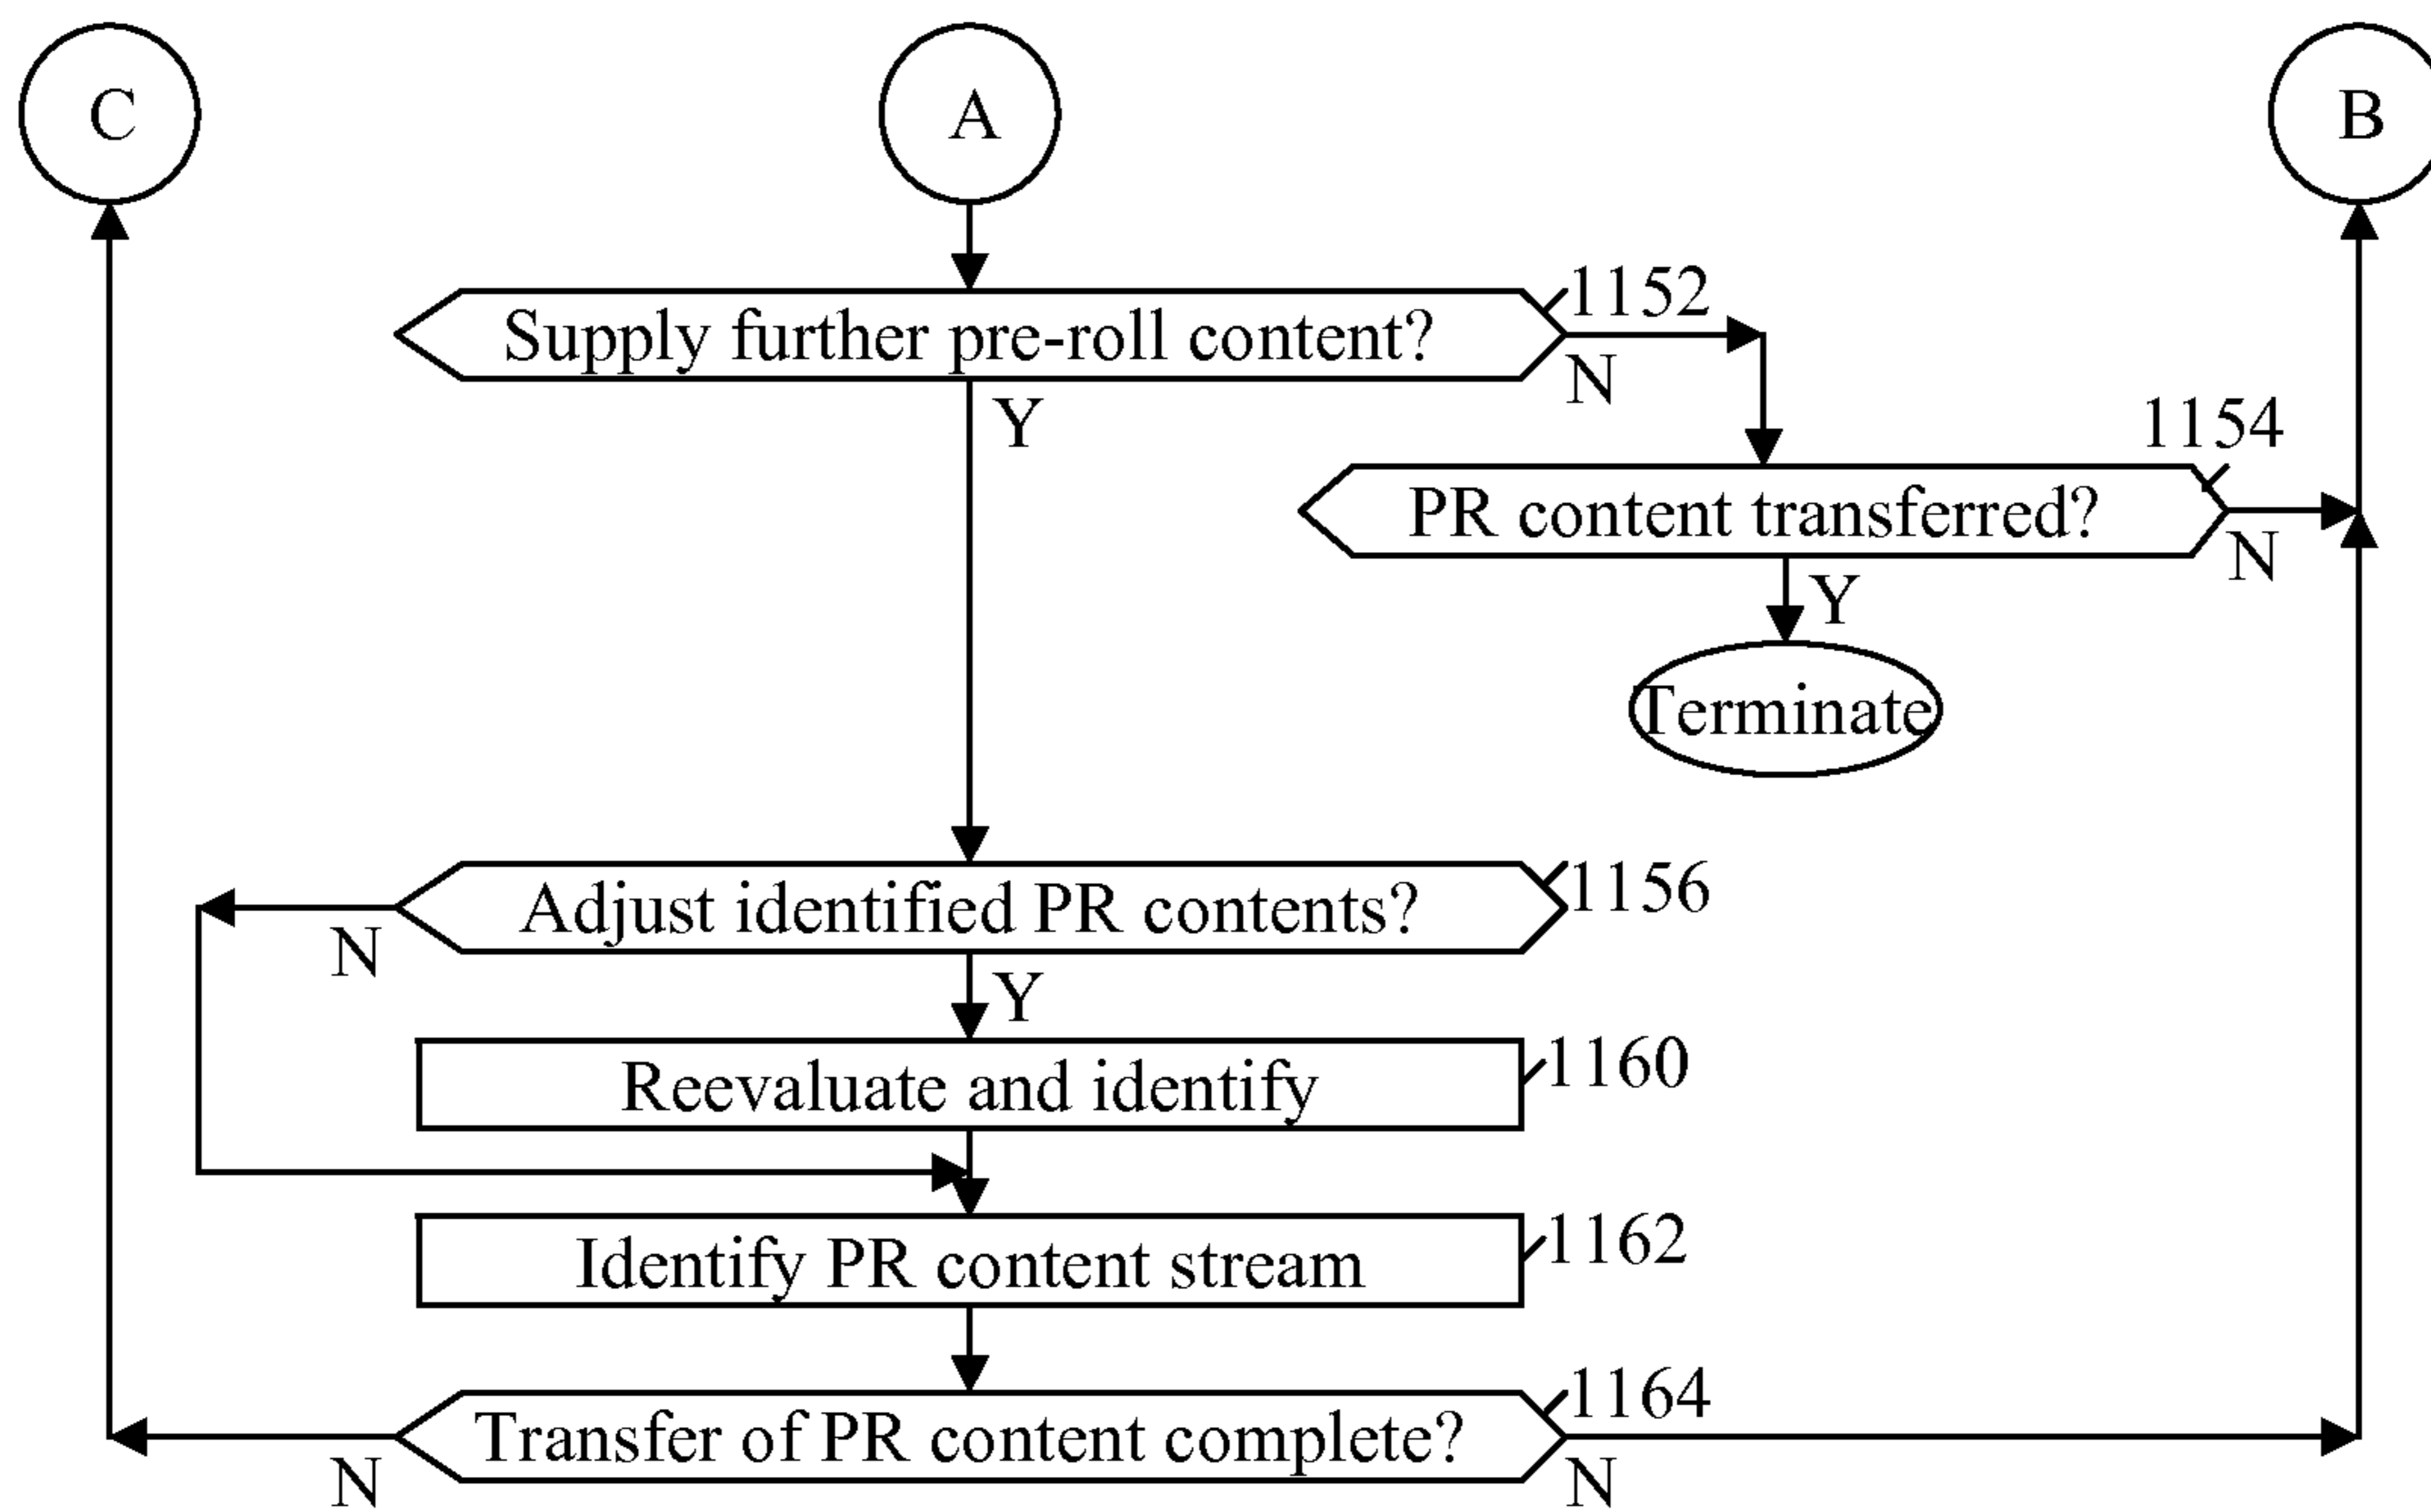 C
A
B
1152
Supply further pre-roll content?
N
Y
1154
PR content transferred?
N
Y
Terminate
1156
Adjust identified PR contents?
N
Y
1160
Reevaluate and identify
1162
Identify PR content stream
1164
Transfer of PR content complete?
N
N